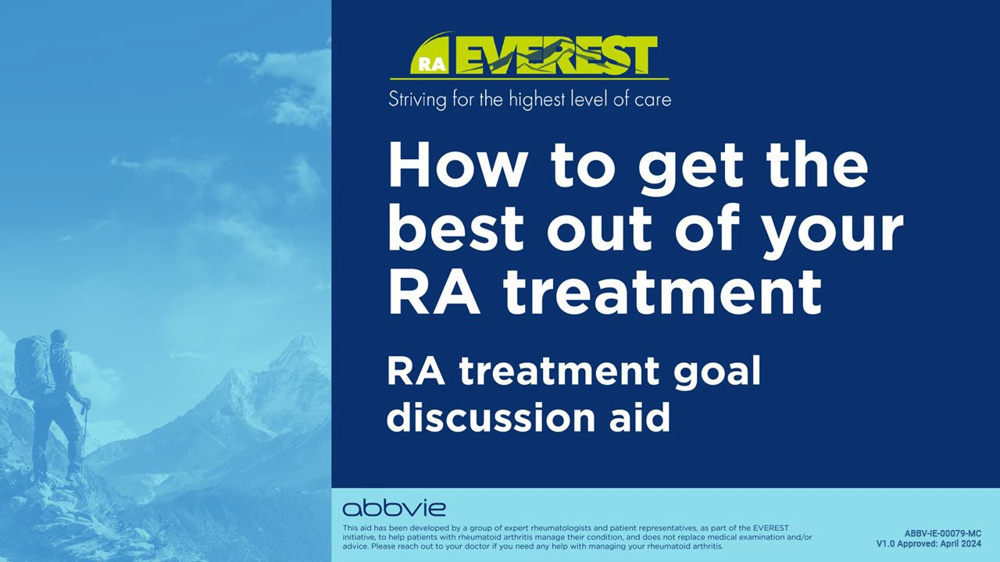 RA EVEREST
Striving for the highest level of care
How to get the
best out of your
RA treatment
RA treatment goal
discussion aid
abbvie
This aid has been developed by a group of expert rheumatologists and patient representatives, as part of the EVEREST
initiative, to help patients with rheumatoid arthritis manage their condition, and does not replace medical examination and/or
advice. Please reach out to your doctor if you need any help with managing your rheumatoid arthritis.
ABBV-IE-00079-MC
V1.0 Approved: April 2024